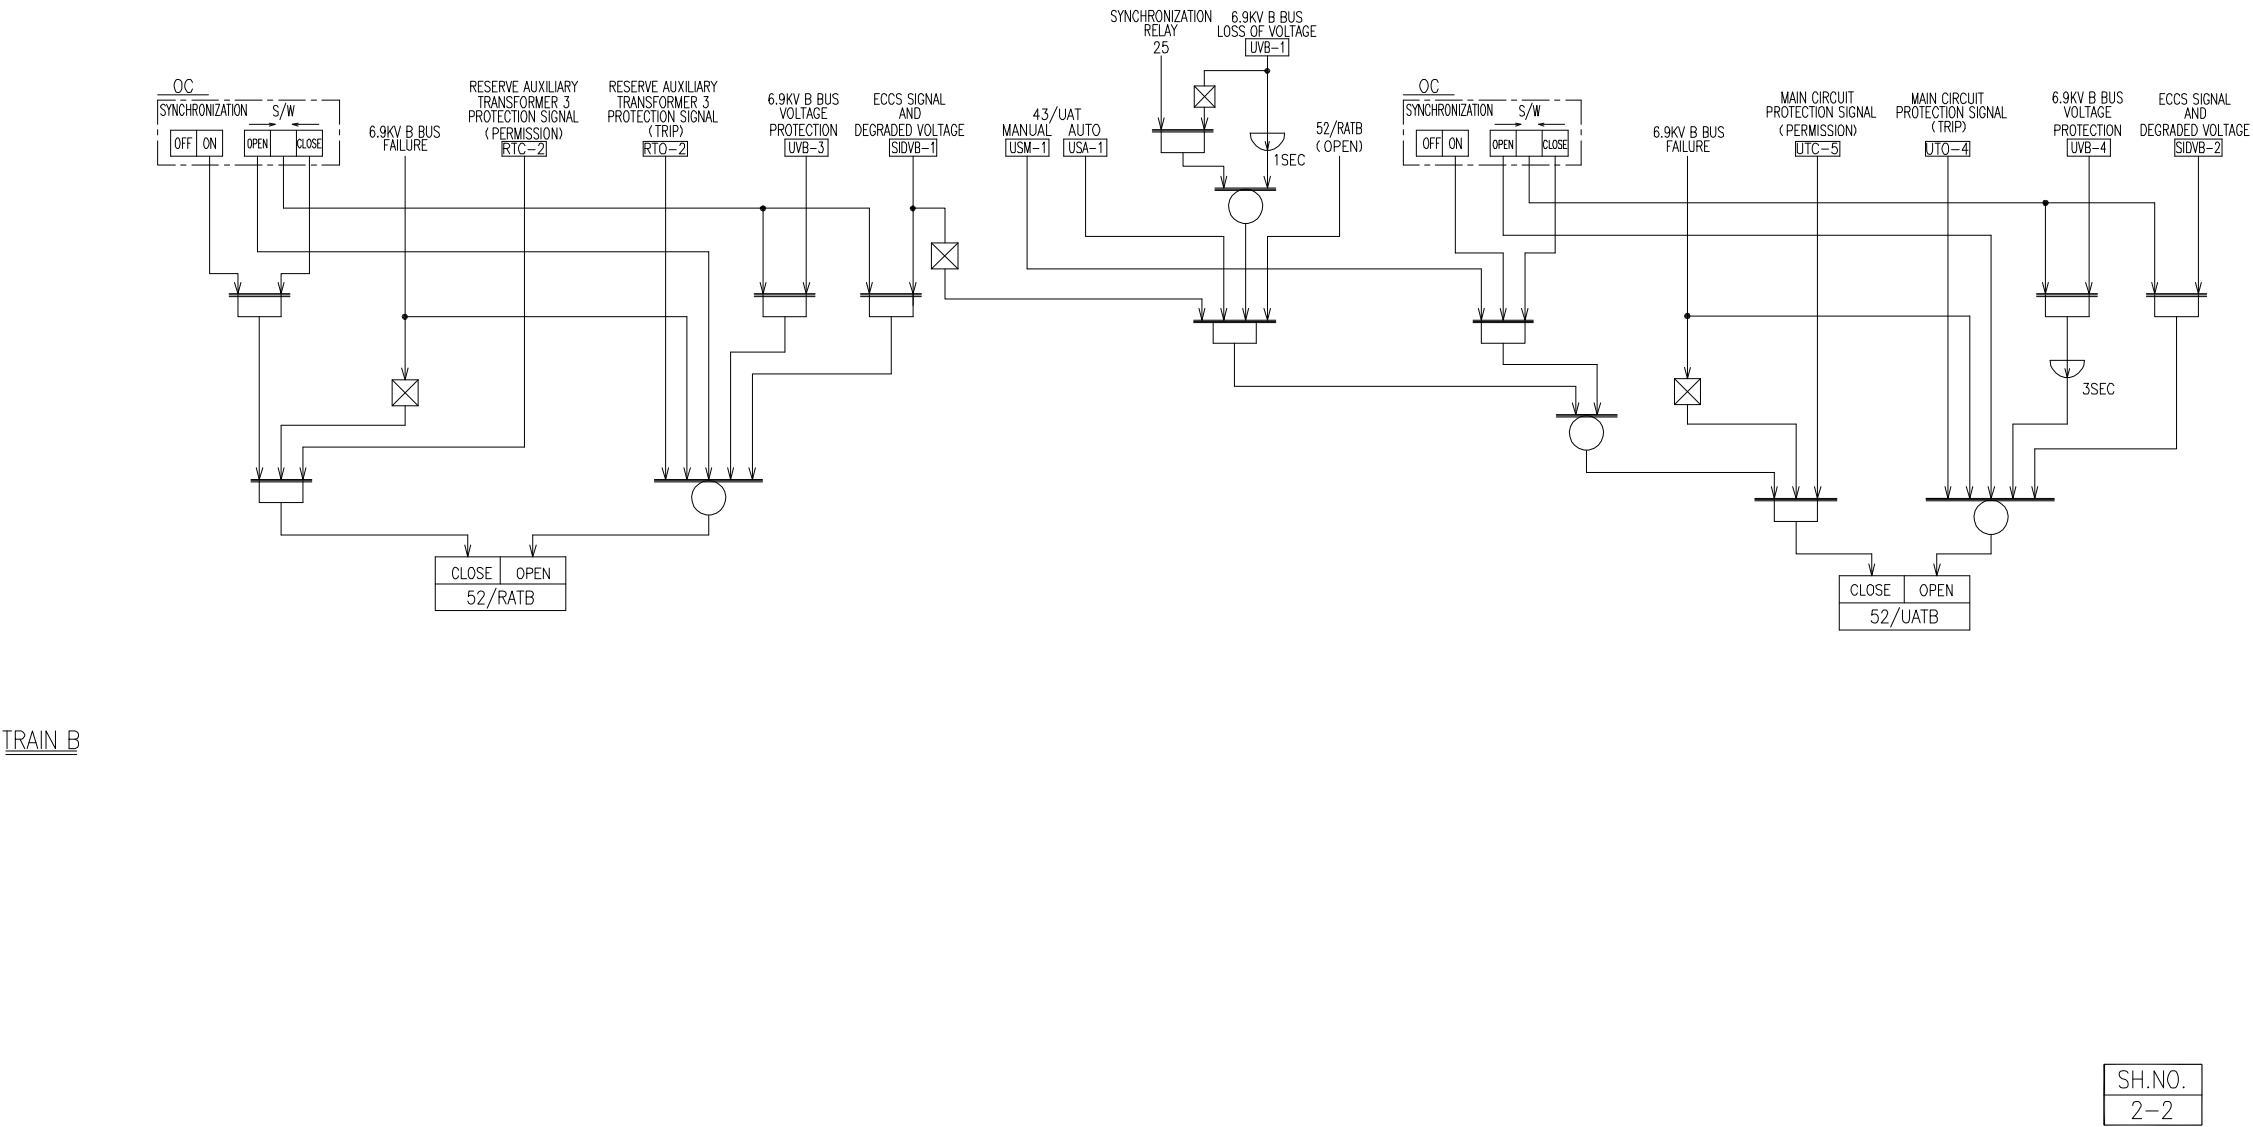 SYNCHRONIZATION
RELAY
25
6.9KV B BUS
LOSS OF VOLTAGE
UVB-1
1SEC
OC
SYNCHRONIZATION
S/W
OFF ON
OPEN CLOSE
6.9KV B BUS
FAILURE
RESERVE AUXILIARY
TRANSFORMER 3
PROTECTION SIGNAL
(PERMISSION)
RTC-2
RESERVE AUXILIARY
TRANSFORMER 3
PROTECTION SIGNAL
(TRIP)
RTO-2
6.9KV B BUS
VOLTAGE
PROTECTION
UVB-3
ECCS SIGNAL
AND
DEGRADED VOLTAGE
SIDVB-1
43/UAT
MANUAL AUTO
USM-1 USA-1
52/RATB
(OPEN)
OC
SYNCHRONIZATION
S/W
OFF ON
OPEN CLOSE
6.9KV B BUS
FAILURE
MAIN CIRCUIT
PROTECTION SIGNAL
(PERMISSION)
UTC-5
MAIN CIRCUIT
PROTECTION SIGNAL
(TRIP)
UTO-4
6.9KV B BUS
VOLTAGE
PROTECTION
UVB-4
ECCS SIGNAL
AND
DEGRADED VOLTAGE
SIDVB-2
3SEC
CLOSE OPEN
52/RATB
CLOSE OPEN
52/UATB
TRAIN B
SH.NO.
2-2